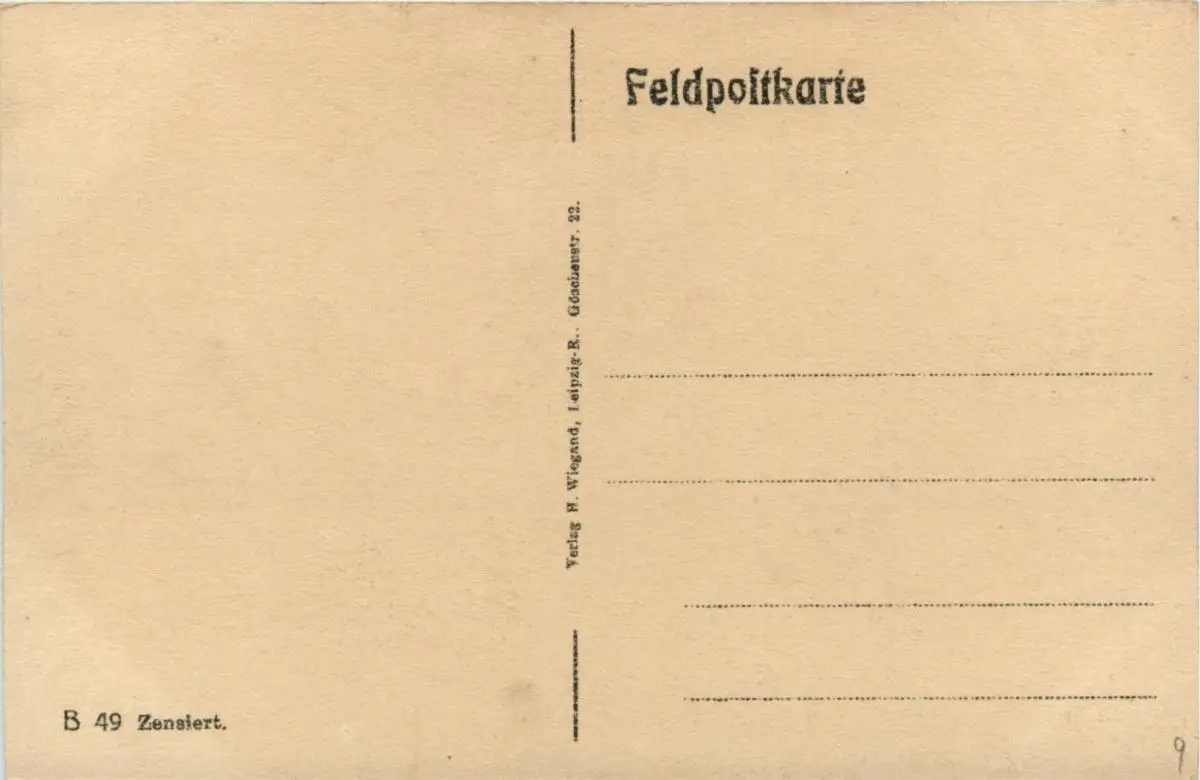 Feldpoſtkarte
Verlag H. Wiegand, Leipzig-R., Göschenstr. 22.
B 49 Zensiert.
9